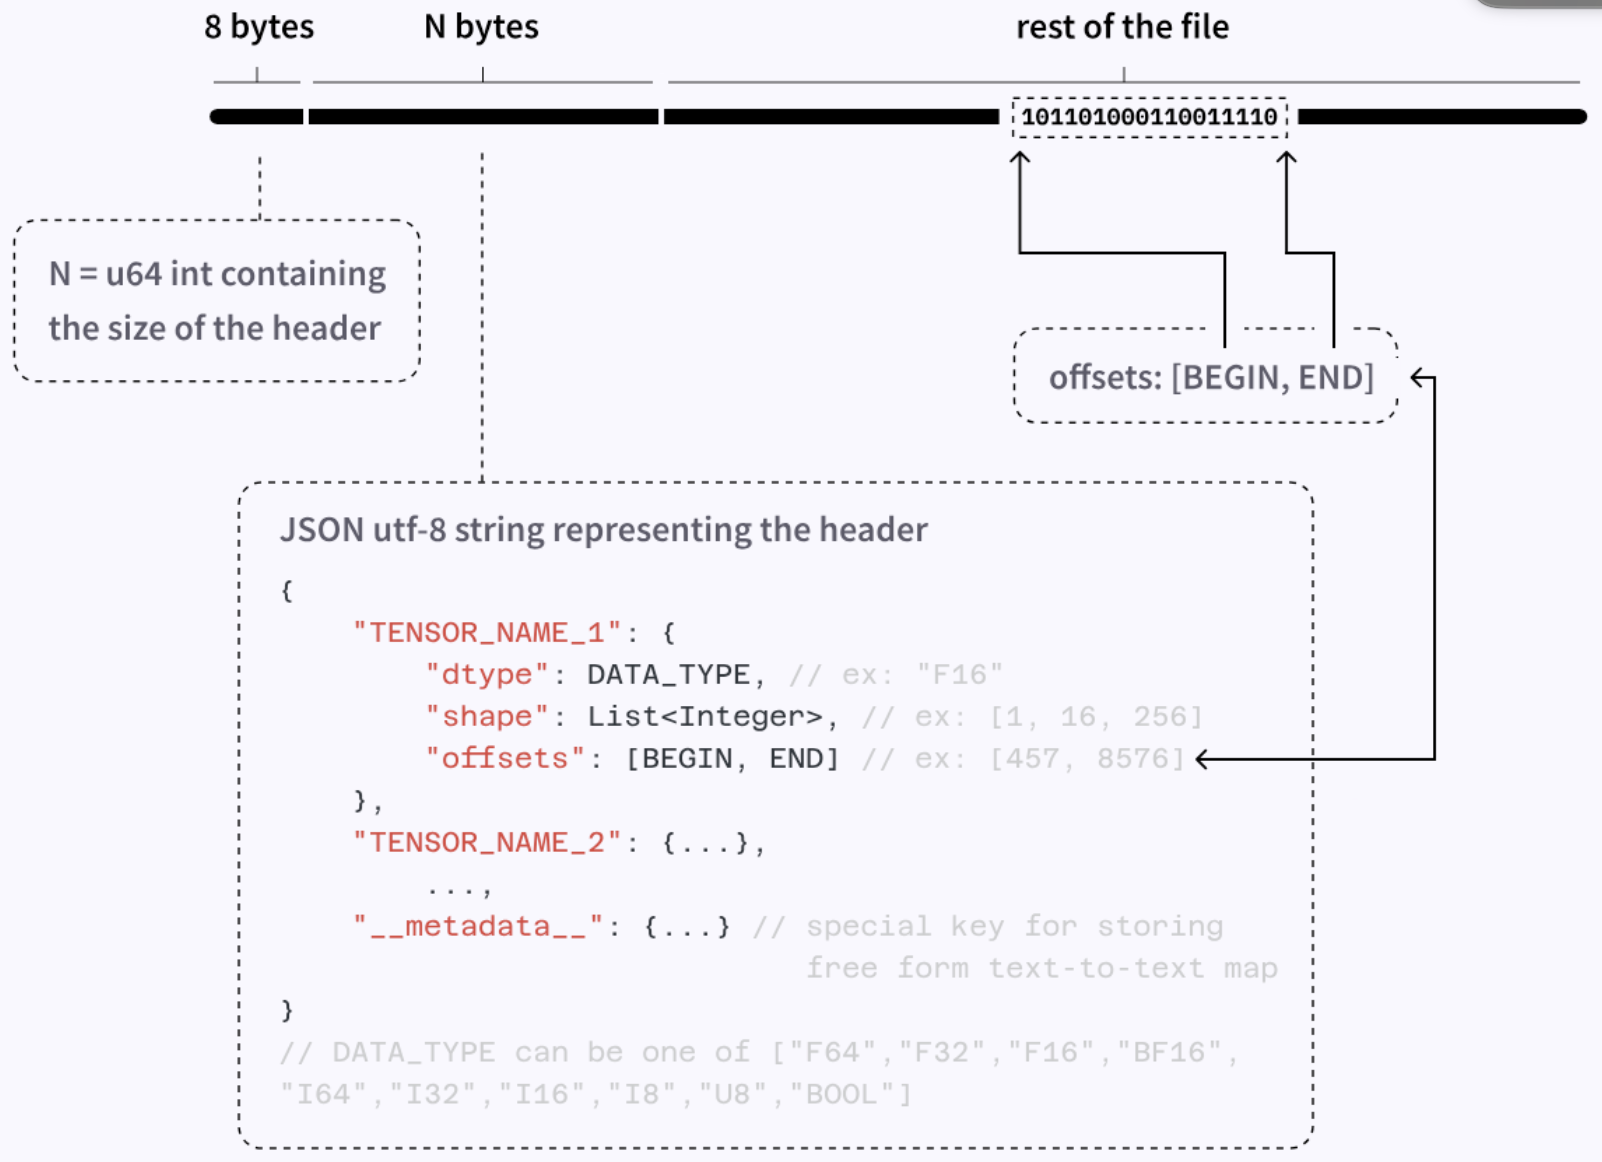 8 bytes
N bytes
rest of the file
101101000110011110
N = u64 int containing
the size of the header
offsets: [BEGIN, END]
JSON utf-8 string representing the header
{
"TENSOR_NAME_1": {
"dtype": DATA_TYPE, // ex: "F16"
"shape": List<Integer>, // ex: [1, 16, 256]
"offsets": [BEGIN, END] // ex: [457, 8576]
},
"TENSOR_NAME_2": {...},
...,
"__metadata__": {...} // special key for storing
free form text-to-text map
}
// DATA_TYPE can be one of ["F64","F32","F16","BF16",
"I64","I32","I16","I8","U8","BOOL"]